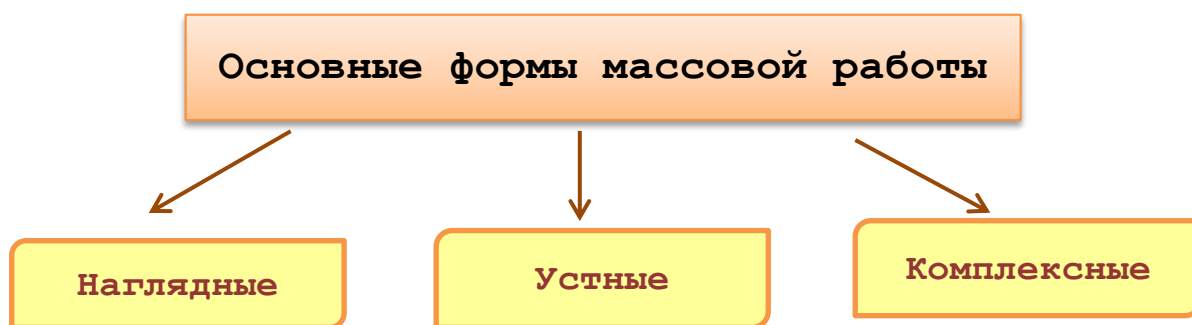 Основные формы массовой работы
Наглядные
Устные
Комплексные